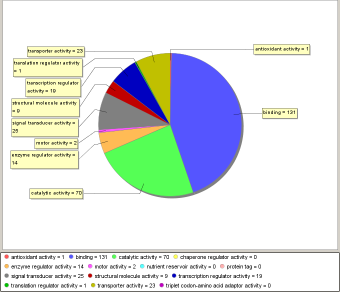 transporter activity = 23
antioxidant activity = 1
translation regulator activity
= 1
transcription regulator
activity = 19
structural molecule activity
= 9
binding = 131
signal transducer activity =
25
motor activity = 2
enzyme regulator activity =
14
catalytic activity = 70
antioxidant activity = 1 binding = 131 catalytic activity = 70 chaperone regulator activity = 0
enzyme regulator activity = 14 motor activity = 2 nutrient reservoir activity = 0 protein tag = 0
signal transducer activity = 25 structural molecule activity = 9 transcription regulator activity = 19
translation regulator activity = 1 transporter activity = 23 triplet codon-amino acid adaptor activity = 0